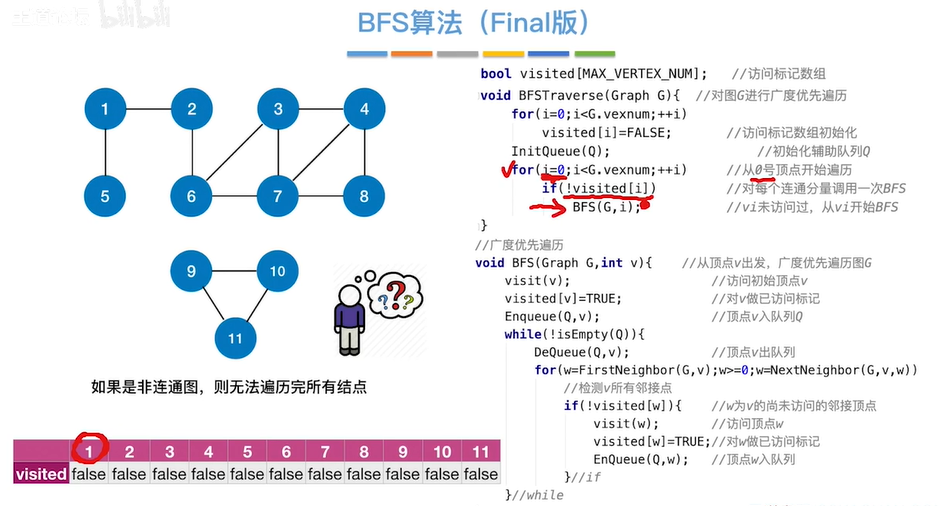 BFS算法（Final版）
bilibili
1
2
3
4
5
6
7
8
9
10
11
???
如果是非连通图，则无法遍历完所有结点
1 2 3 4 5 6 7 8 9 10 11
visited false false false false false false false false false false false
bool visited[MAX_VERTEX_NUM]; //访问标记数组
void BFSTraverse(Graph G){ //对图G进行广度优先遍历
for(i=0;i<G.vexnum;++i)
visited[i]=FALSE; //访问标记数组初始化
InitQueue(Q); //初始化辅助队列Q
for(i=0;i<G.vexnum;++i) //从0号顶点开始遍历
if(!visited[i]) //对每个连通分量调用一次BFS
BFS(G,i); //vi未访问过，从vi开始BFS
}
//广度优先遍历
void BFS(Graph G,int v){ //从顶点v出发，广度优先遍历图G
visit(v); //访问初始顶点v
visited[v]=TRUE; //对v做已访问标记
Enqueue(Q,v); //顶点v入队列Q
while(!isEmpty(Q)){
DeQueue(Q,v); //顶点v出队列
for(w=FirstNeighbor(G,v);w>=0;w=NextNeighbor(G,v,w))
//检测v所有邻接点
if(!visited[w]){ //w为v的尚未访问的邻接顶点
visit(w); //访问顶点w
visited[w]=TRUE;//对w做已访问标记
EnQueue(Q,w); //顶点w入队列
}//if
}//while